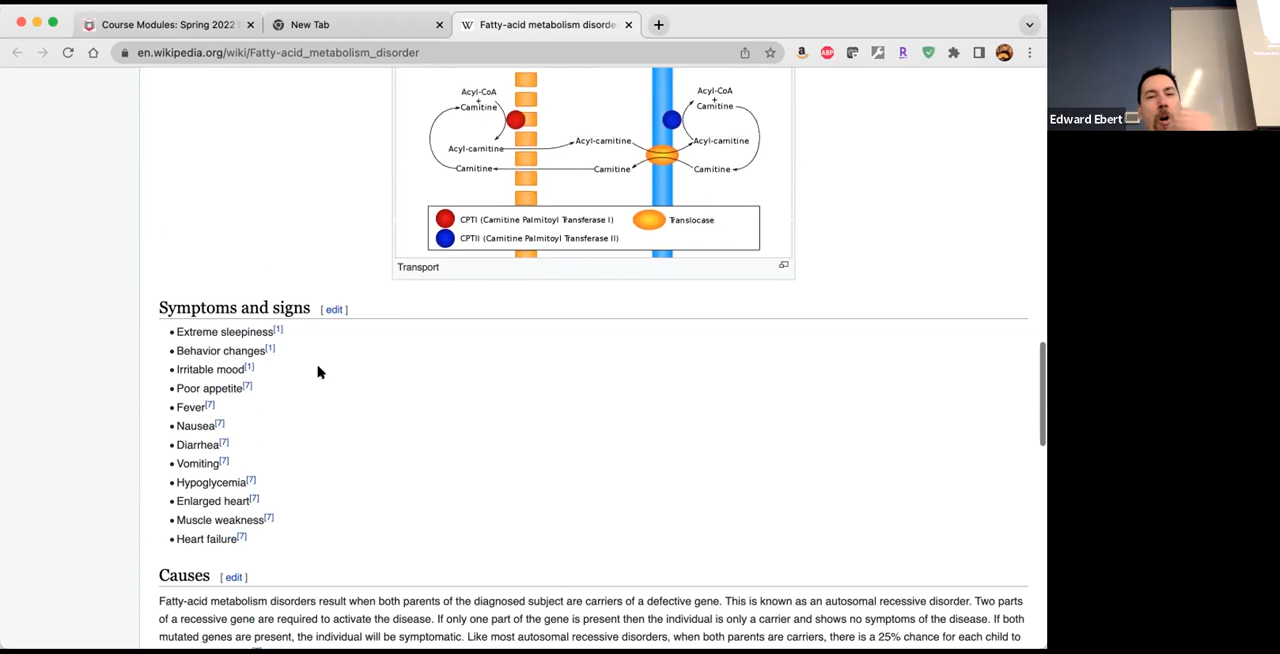 Course Modules: Spring 2022
New Tab
Fatty-acid metabolism disorde
en.wikipedia.org/wiki/Fatty-acid_metabolism_disorder
Edward Ebert
Acyl-CoA
+
Carnitine
Acyl-CoA
+
Carnitine
Acyl-carnitine
Acyl-carnitine
Acyl-carnitine
Carnitine
Carnitine
Carnitine
CPTI (Carnitine Palmitoyl Transferase I)
Translocase
CPTII (Carnitine Palmitoyl Transferase II)
Transport
Symptoms and signs [ edit ]
• Extreme sleepiness[1]
• Behavior changes[1]
• Irritable mood[1]
• Poor appetite[7]
• Fever[7]
• Nausea[7]
• Diarrhea[7]
• Vomiting[7]
• Hypoglycemia[7]
• Enlarged heart[7]
• Muscle weakness[7]
• Heart failure[7]
Causes [ edit ]
Fatty-acid metabolism disorders result when both parents of the diagnosed subject are carriers of a defective gene. This is known as an autosomal recessive disorder. Two parts
of a recessive gene are required to activate the disease. If only one part of the gene is present then the individual is only a carrier and shows no symptoms of the disease. If both
mutated genes are present, the individual will be symptomatic. Like most autosomal recessive disorders, when both parents are carriers, there is a 25% chance for each child to